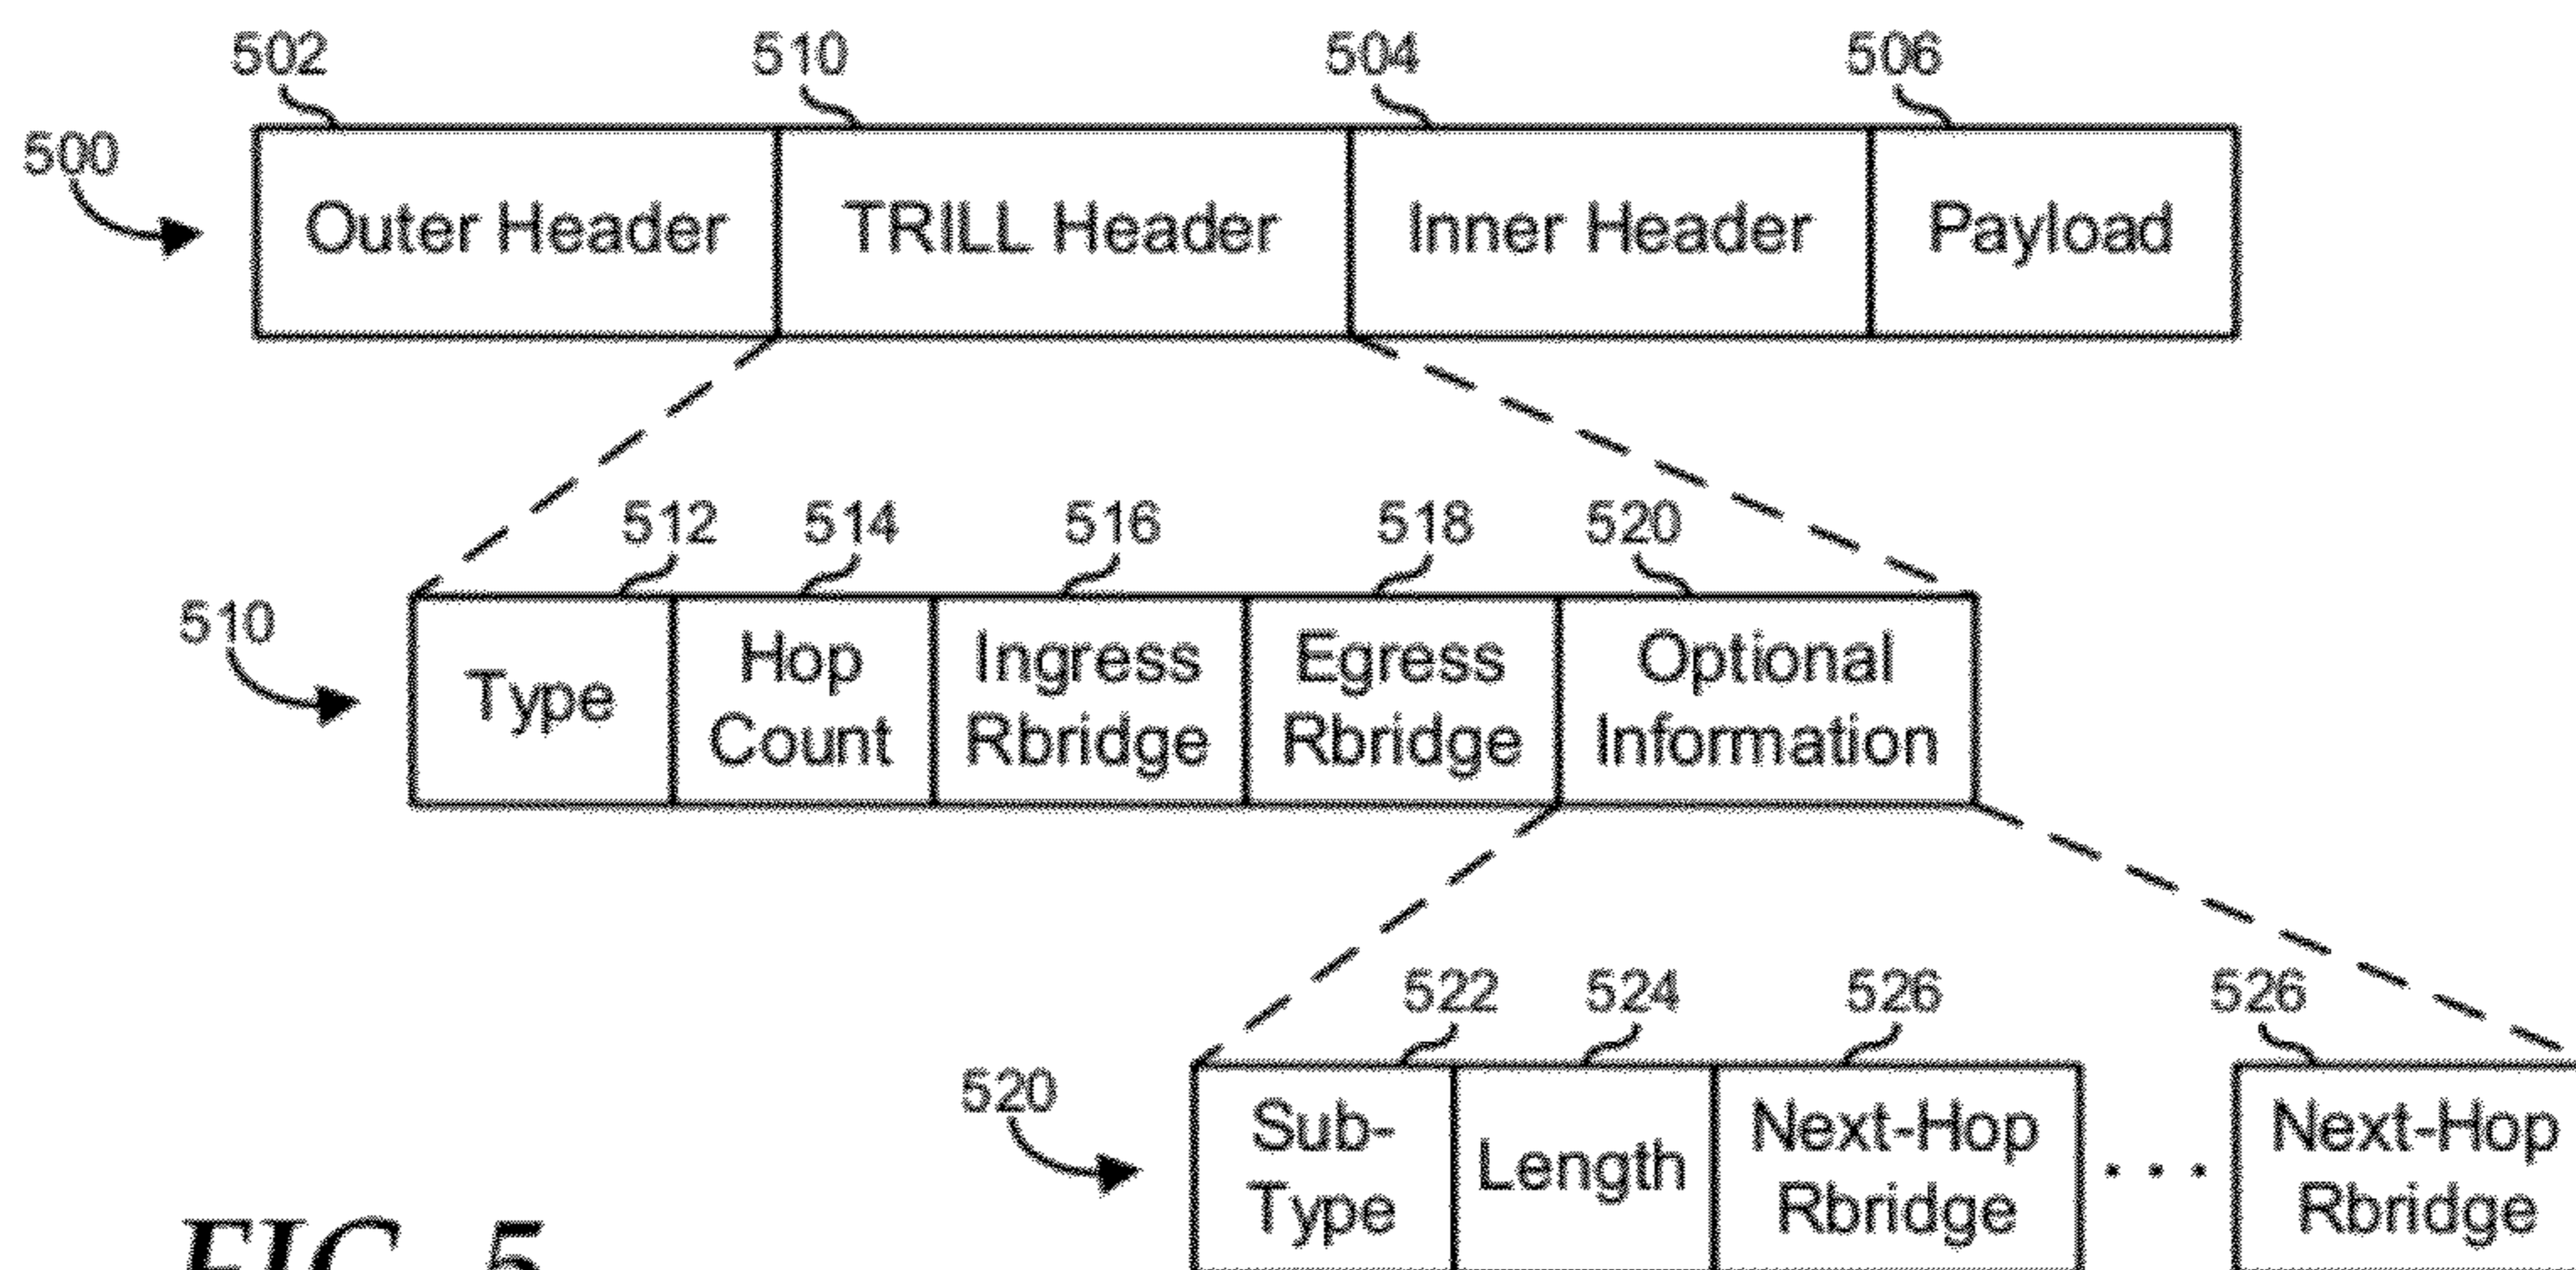 502 510 504 506
500
Outer Header TRILL Header Inner Header Payload
512 514 516 518 520
510
Type Hop Count Ingress Rbridge Egress Rbridge Optional Information
522 524 526 526
520
Sub-Type Length Next-Hop Rbridge ... Next-Hop Rbridge
FIG. 5